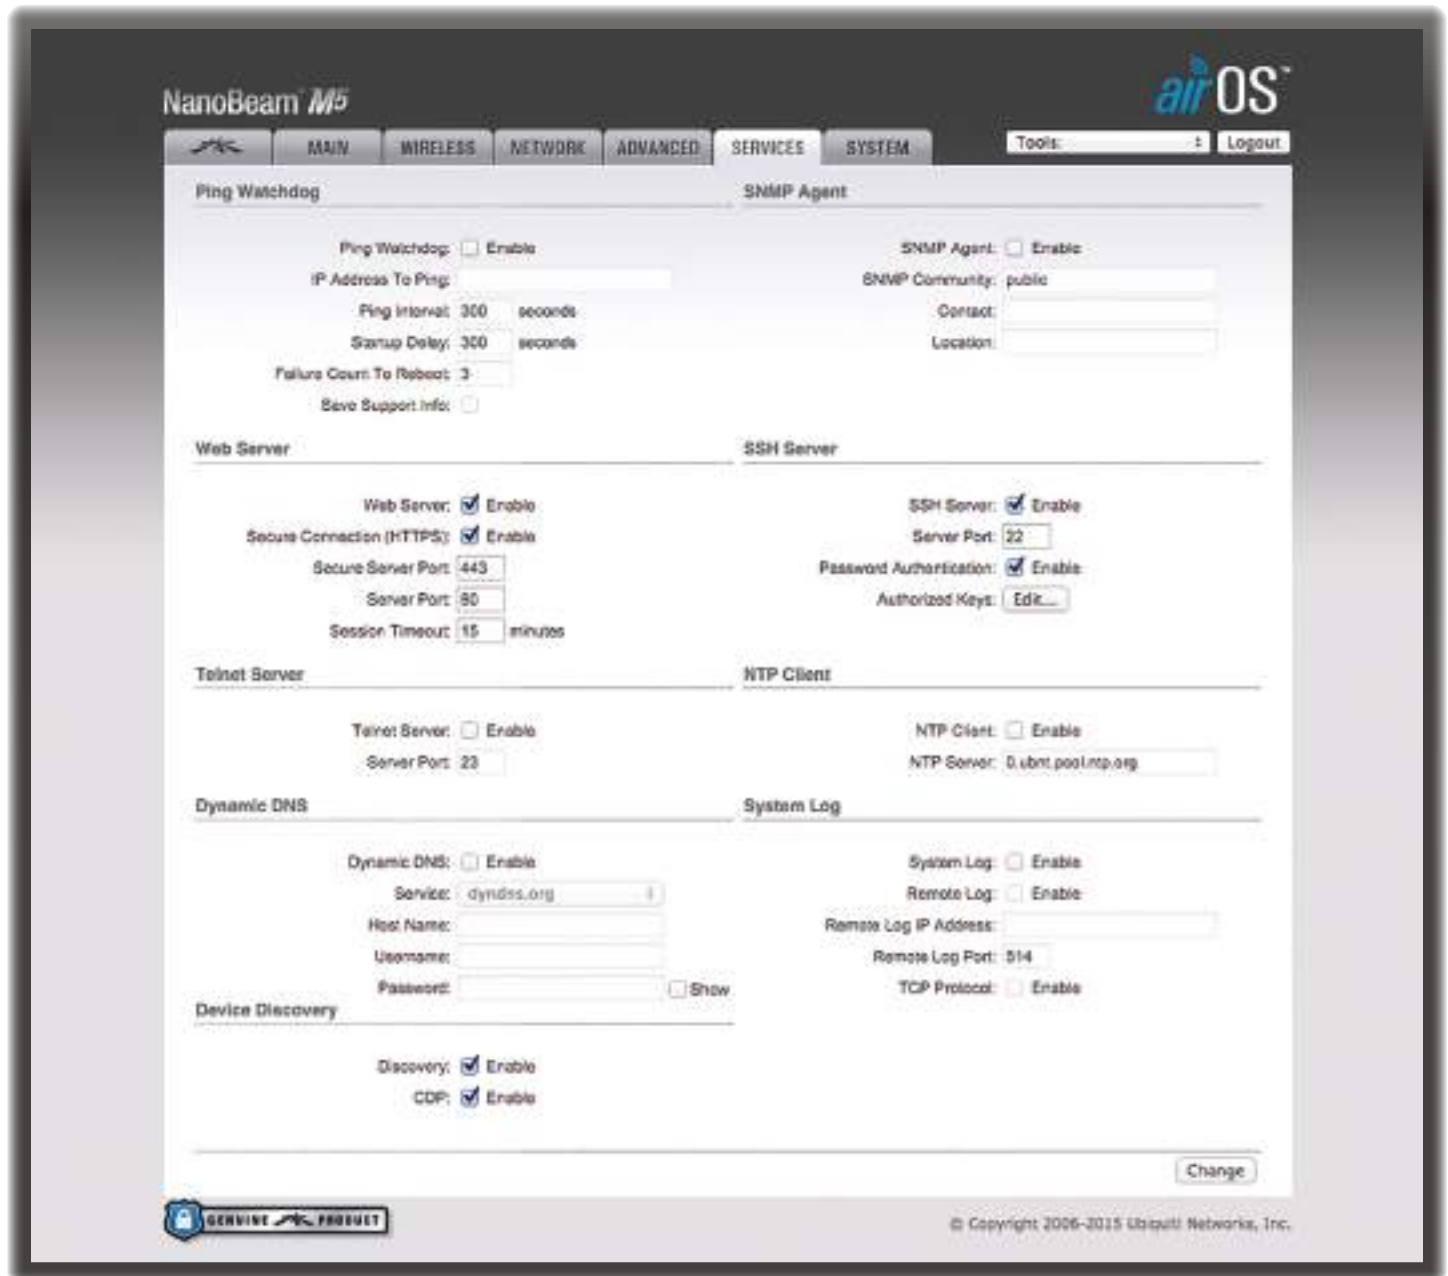 NanoBeam M5
airOS™
MAIN WIRELESS NETWORK ADVANCED SERVICES SYSTEM Tools: Logout
Ping Watchdog
Ping Watchdog: Enable
IP Address To Ping:
Ping Interval: 300 seconds
Startup Delay: 300 seconds
Failure Count To Reboot: 3
Save Support Info:
SNMP Agent
SNMP Agent: Enable
SNMP Community: public
Contact:
Location:
Web Server
Web Server: Enable
Secure Connection (HTTPS): Enable
Secure Server Port: 443
Server Port: 80
Session Timeout: 15 minutes
SSH Server
SSH Server: Enable
Server Port: 22
Password Authentication: Enable
Authorized Keys: Edit...
Telnet Server
Telnet Server: Enable
Server Port: 23
NTP Client
NTP Client: Enable
NTP Server: 0.ubnt.pool.ntp.org
Dynamic DNS
Dynamic DNS: Enable
Service: dyndns.org
Host Name:
Username:
Password: Show
System Log
System Log: Enable
Remote Log: Enable
Remote Log IP Address:
Remote Log Port: 514
TCP Protocol: Enable
Device Discovery
Discovery: Enable
CDP: Enable
Change
GENUINE PRODUCT
© Copyright 2006-2015 Ubiquiti Networks, Inc.